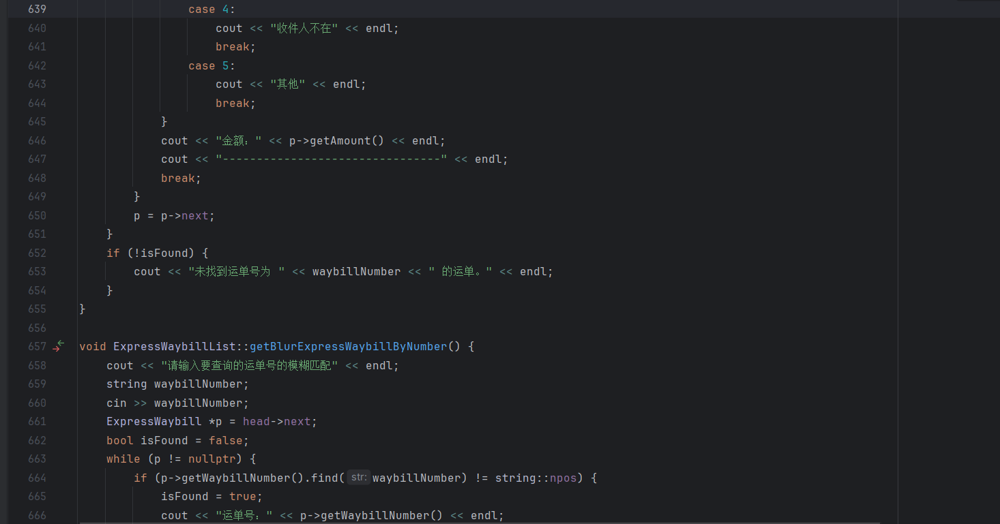 639                     case 4:
640                         cout << "收件人不在" << endl;
641                         break;
642                     case 5:
643                         cout << "其他" << endl;
644                         break;
645                 }
646                 cout << "金额：" << p->getAmount() << endl;
647                 cout << "--------------------------------" << endl;
648                 break;
649             }
650             p = p->next;
651         }
652         if (!isFound) {
653             cout << "未找到运单号为 " << waybillNumber << " 的运单。" << endl;
654         }
655     }
656
657     void ExpressWaybillList::getBlurExpressWaybillByNumber() {
658         cout << "请输入要查询的运单号的模糊匹配" << endl;
659         string waybillNumber;
660         cin >> waybillNumber;
661         ExpressWaybill *p = head->next;
662         bool isFound = false;
663         while (p != nullptr) {
664             if (p->getWaybillNumber().find( str: waybillNumber) != string::npos) {
665                 isFound = true;
666                 cout << "运单号：" << p->getWaybillNumber() << endl;